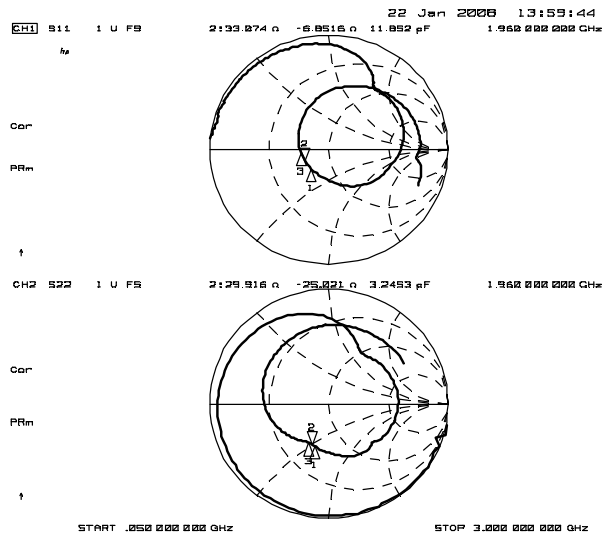 22 Jan 2008 13:59:44
CH1 S11 1 U FS 2:33.074 Ω -6.8516 Ω 11.852 pF 1.960 000 000 GHz
hp
Cor
PRm
2
3
1
↑
CH2 S22 1 U FS 2:29.916 Ω -25.021 Ω 3.2453 pF 1.960 000 000 GHz
Cor
PRm
2
3 1
↑
START .050 000 000 GHz STOP 3.000 000 000 GHz